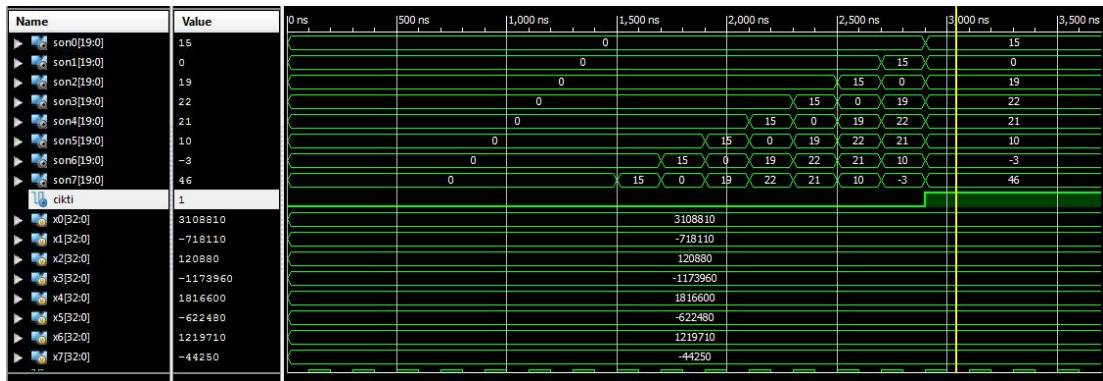 Name Value 0 ns 500 ns 1,000 ns 1,500 ns 2,000 ns 2,500 ns 3,000 ns 3,500 ns
son0[19:0] 15 0 15
son1[19:0] 0 0 15 0
son2[19:0] 19 0 15 0 19
son3[19:0] 22 0 15 0 19 22
son4[19:0] 21 0 15 0 19 22 21
son5[19:0] 10 0 15 0 19 22 21 10
son6[19:0] -3 0 15 0 19 22 21 10 -3
son7[19:0] 46 0 15 0 19 22 21 10 -3 46
cikti 1
x0[32:0] 3108810 3108810
x1[32:0] -718110 -718110
x2[32:0] 120880 120880
x3[32:0] -1173960 -1173960
x4[32:0] 1816600 1816600
x5[32:0] -622480 -622480
x6[32:0] 1219710 1219710
x7[32:0] -44250 -44250